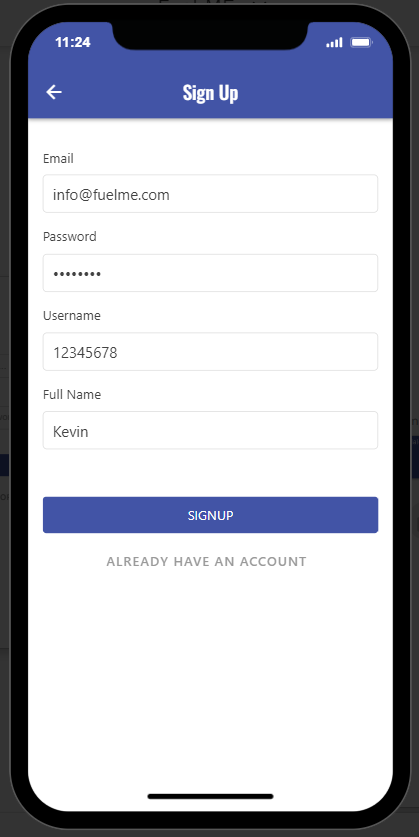 11:24
Sign Up
Email
info@fuelme.com
Password
••••••••
Username
12345678
Full Name
Kevin
SIGNUP
ALREADY HAVE AN ACCOUNT